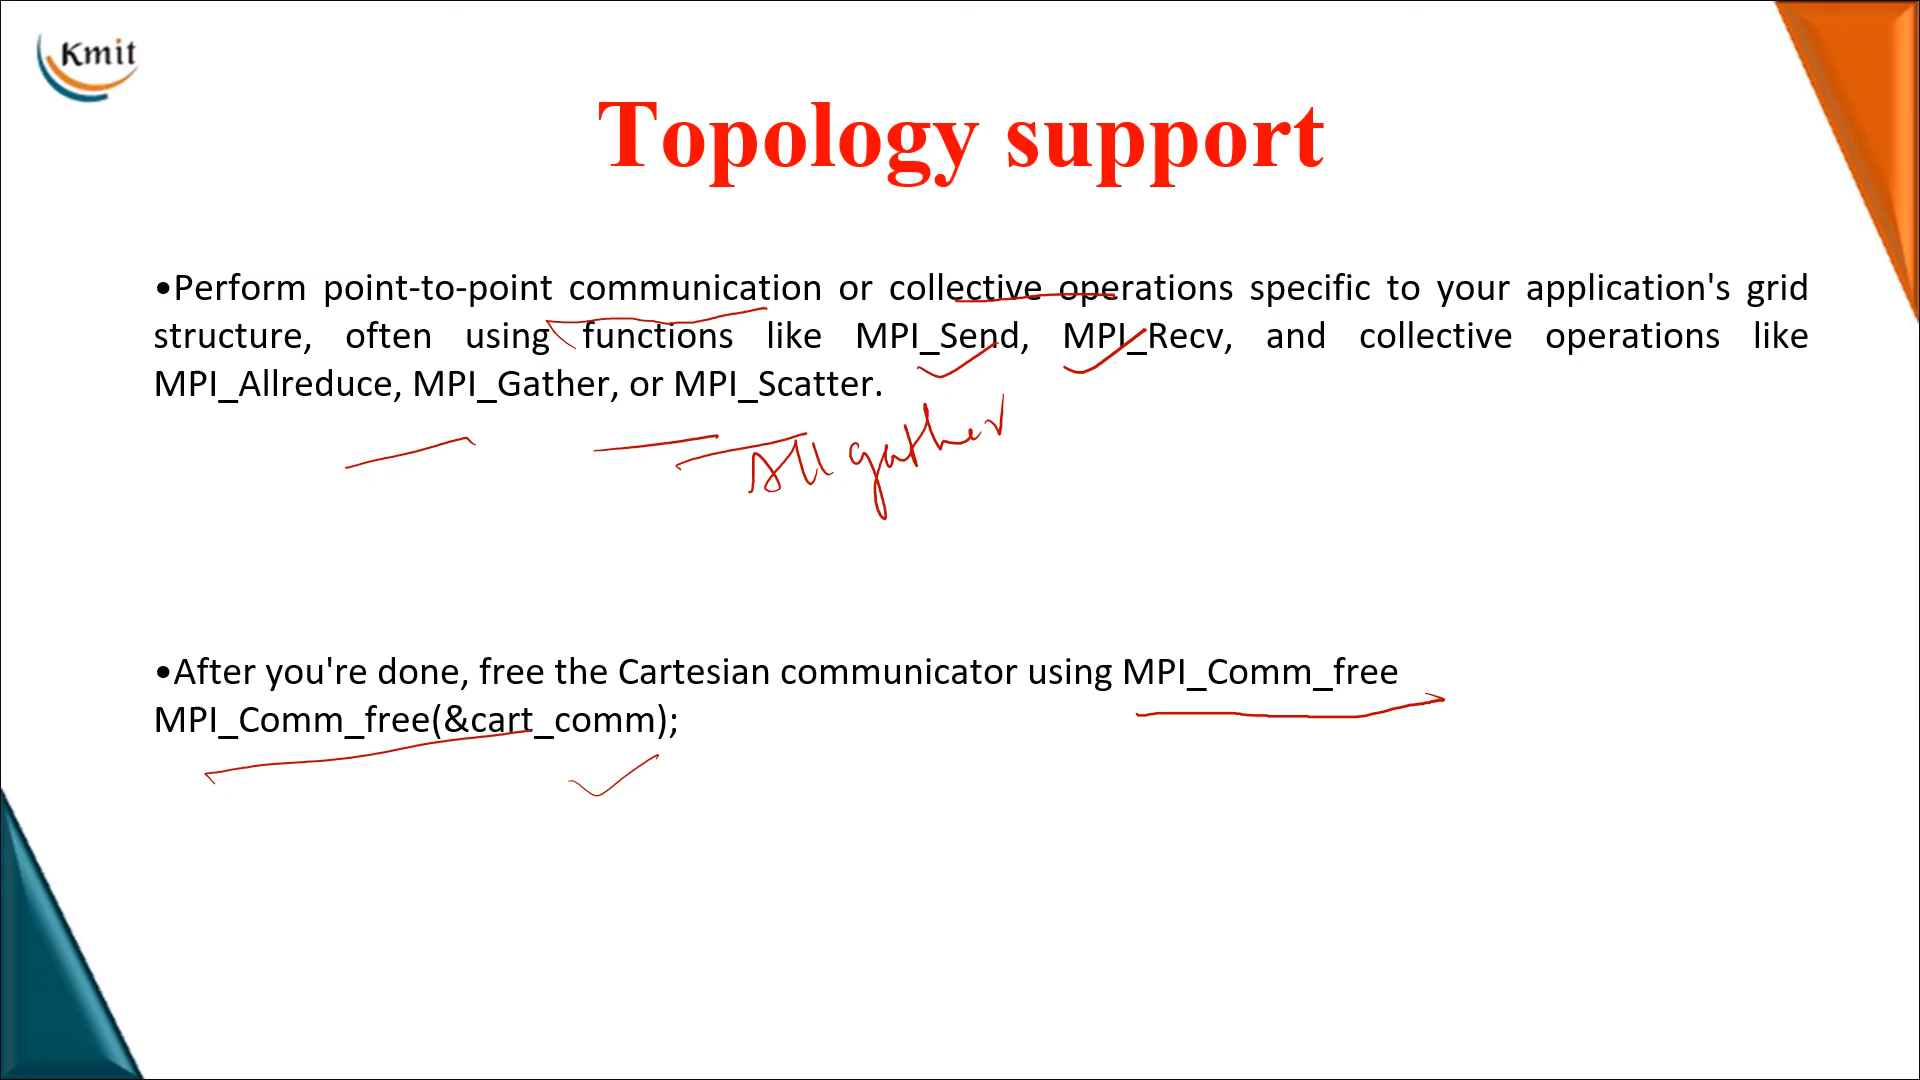 Kmit
Topology support
•Perform point-to-point communication or collective operations specific to your application's grid
structure, often using functions like MPI_Send, MPI_Recv, and collective operations like
MPI_Allreduce, MPI_Gather, or MPI_Scatter.
All gather
•After you're done, free the Cartesian communicator using MPI_Comm_free
MPI_Comm_free(&cart_comm);